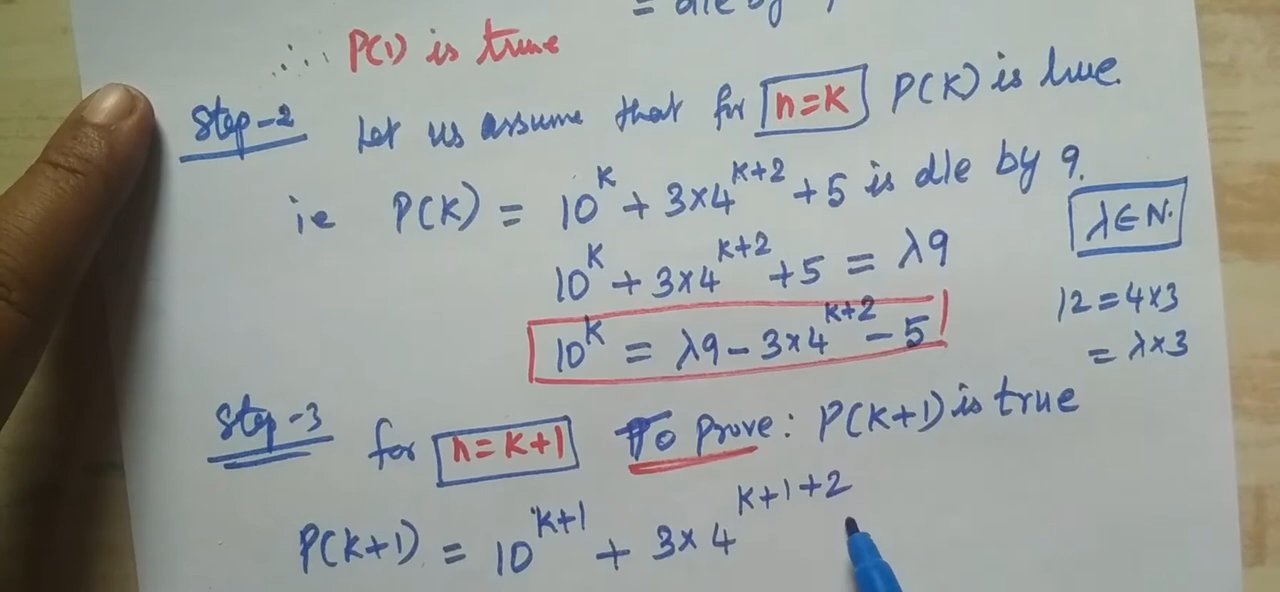 = dle by
∴ P(1) is true
Step-2 Let us assume that for n=K P(K) is true.
ie P(K) = 10^K + 3×4^(K+2) + 5 is dle by 9.
λ∈N.
10^K + 3×4^(K+2) + 5 = λ9
12 = 4×3
10^K = λ9 - 3×4^(K+2) - 5
= λ×3
Step-3 for n=K+1 To prove: P(K+1) is true
P(K+1) = 10^(K+1) + 3×4^(K+1+2)